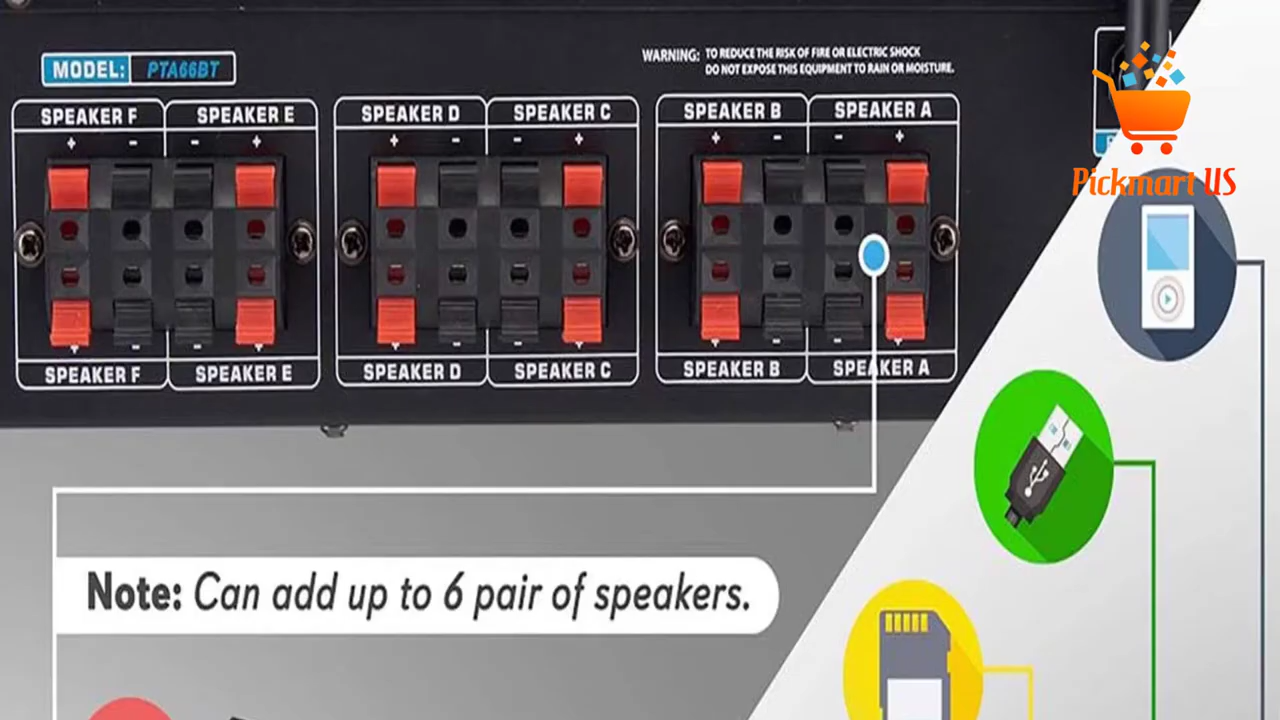 MODEL: PTA66BT
WARNING: TO REDUCE THE RISK OF FIRE OR ELECTRIC SHOCK
DO NOT EXPOSE THIS EQUIPMENT TO RAIN OR MOISTURE.
SPEAKER F SPEAKER E SPEAKER D SPEAKER C SPEAKER B SPEAKER A
+ - - + + - - + + - - +
+ - - + + - - + + - - +
SPEAKER F SPEAKER E SPEAKER D SPEAKER C SPEAKER B SPEAKER A
Pickmart US
Note: Can add up to 6 pair of speakers.